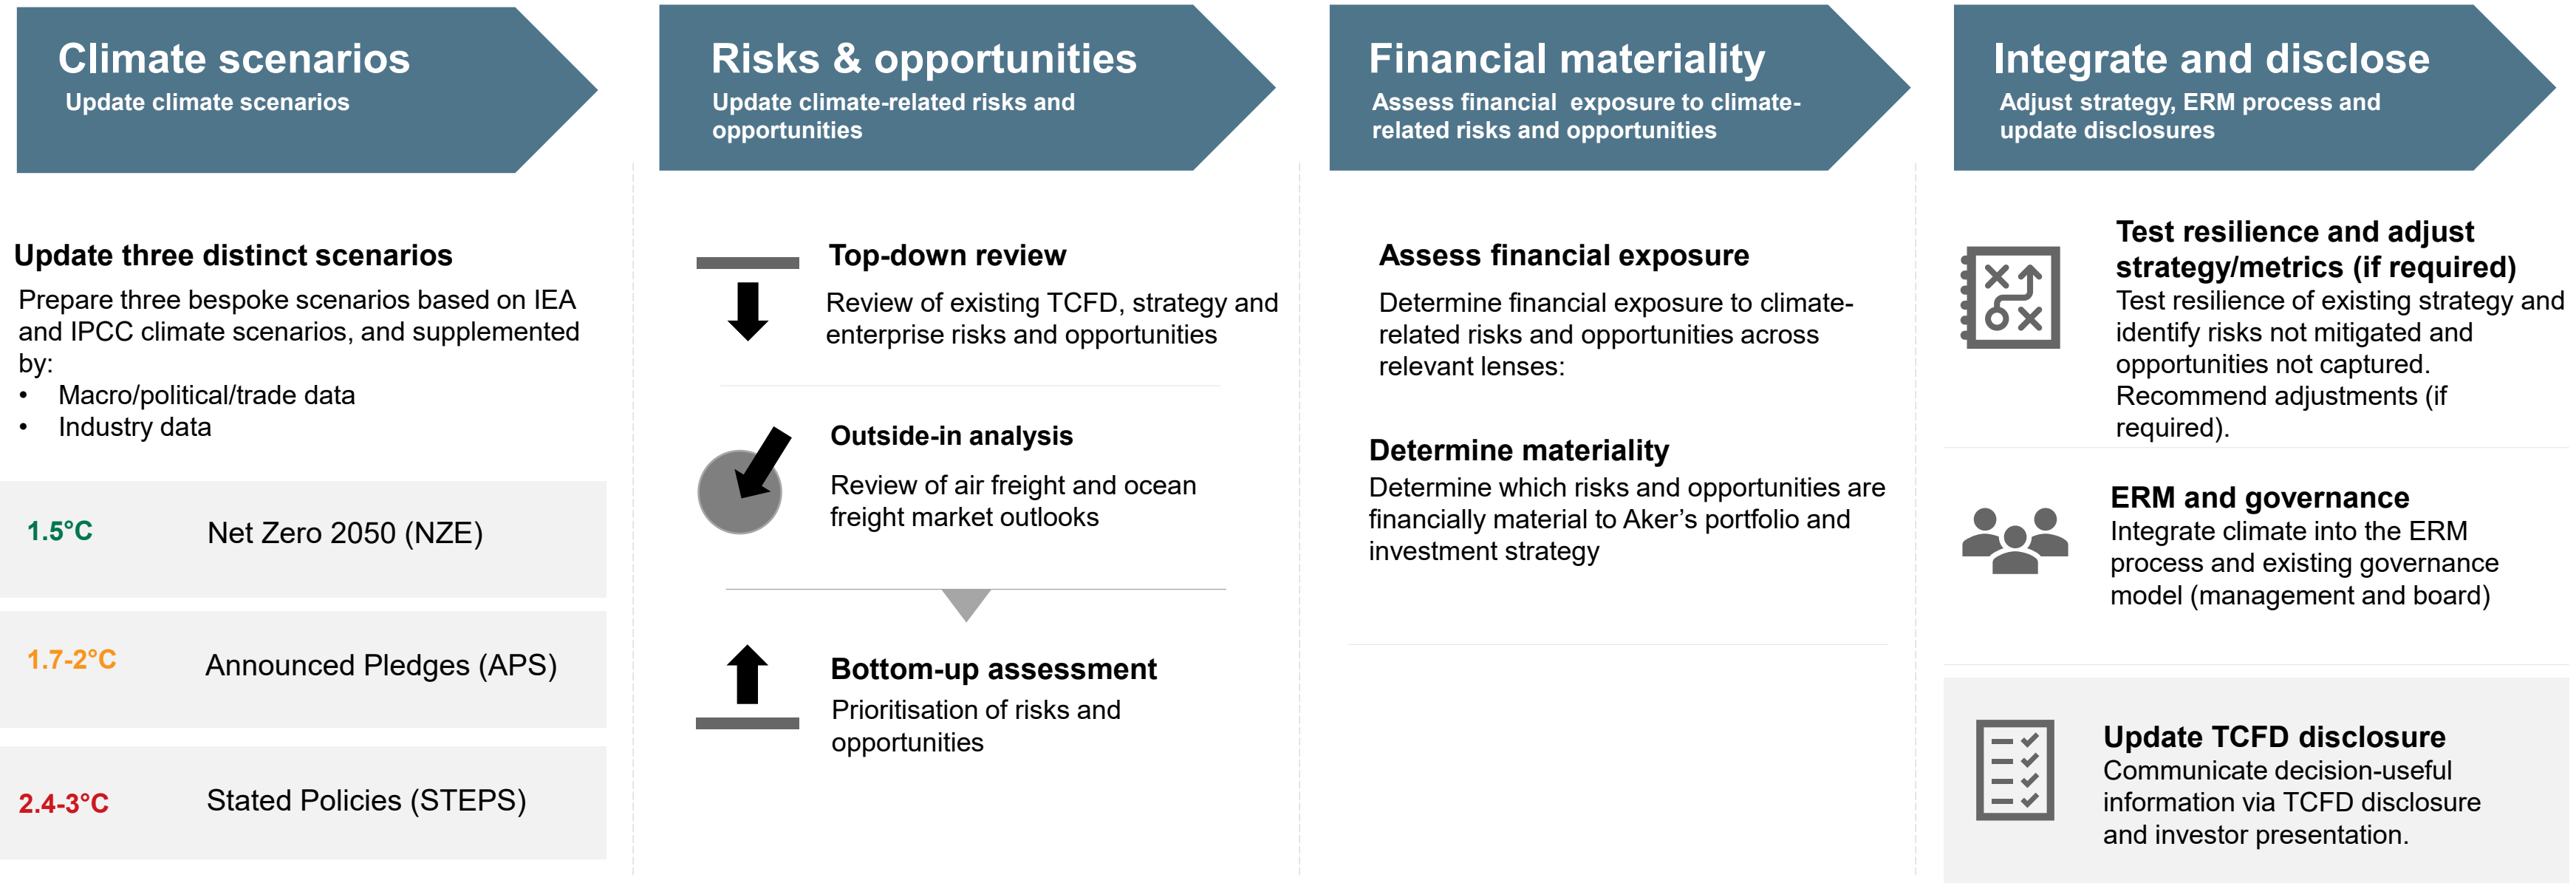 Climate scenarios
Update climate scenarios
Update three distinct scenarios
Prepare three bespoke scenarios based on IEA
and IPCC climate scenarios, and supplemented
by:
• Macro/political/trade data
• Industry data
1.5°C Net Zero 2050 (NZE)
1.7-2°C Announced Pledges (APS)
2.4-3°C Stated Policies (STEPS)
Risks & opportunities
Update climate-related risks and
opportunities
Top-down review
Review of existing TCFD, strategy and
enterprise risks and opportunities
Outside-in analysis
Review of air freight and ocean
freight market outlooks
Bottom-up assessment
Prioritisation of risks and
opportunities
Financial materiality
Assess financial exposure to climate-
related risks and opportunities
Assess financial exposure
Determine financial exposure to climate-
related risks and opportunities across
relevant lenses:
Determine materiality
Determine which risks and opportunities are
financially material to Aker's portfolio and
investment strategy
Integrate and disclose
Adjust strategy, ERM process and
update disclosures
Test resilience and adjust
strategy/metrics (if required)
Test resilience of existing strategy and
identify risks not mitigated and
opportunities not captured.
Recommend adjustments (if
required).
ERM and governance
Integrate climate into the ERM
process and existing governance
model (management and board)
Update TCFD disclosure
Communicate decision-useful
information via TCFD disclosure
and investor presentation.